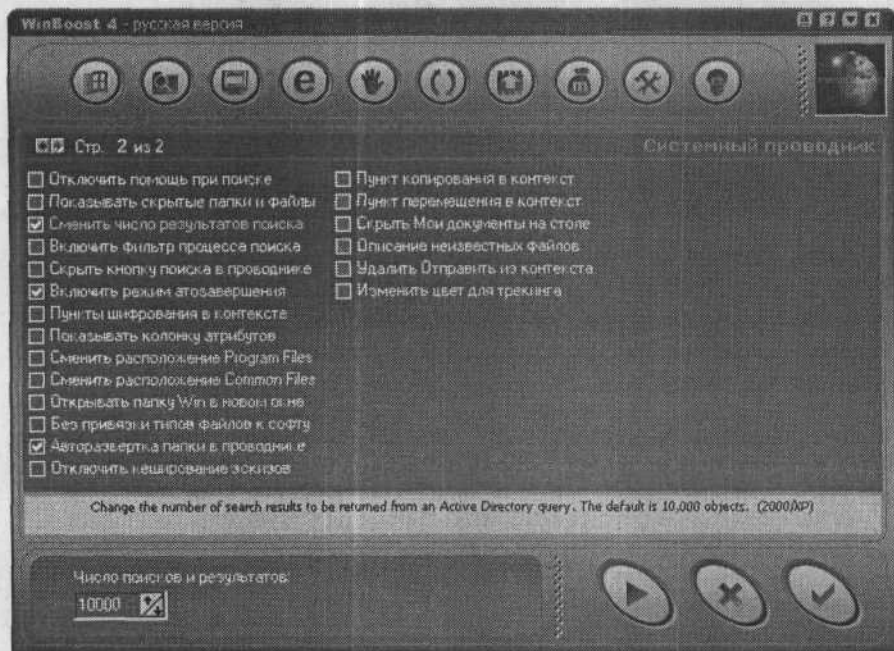 WinBoost 4 - русская версия
Стр. 2 из 2
Системный проводник
Отключить помощь при поиске
Показывать скрытые папки и файлы
Сменить число результатов поиска
Включить фильтр процесса поиска
Скрыть кнопку поиска в проводнике
Включить режим атозавершения
Пункты шифрования в контексте
Показывать колонку атрибутов
Сменить расположение Program Files
Сменить расположение Common Files
Открывать папку Win в новом окне
Без привязки типов файлов к софту
Авторазвертка папки в проводнике
Отключить кеширование эскизов
Пункт копирования в контекст
Пункт перемещения в контекст
Скрыть Мои документы на столе
Описание неизвестных файлов
Удалить Отправить из контекста
Изменить цвет для трекинга
Change the number of search results to be returned from an Active Directory query. The default is 10,000 objects. (2000/XP)
Число поисков и результатов:
10000